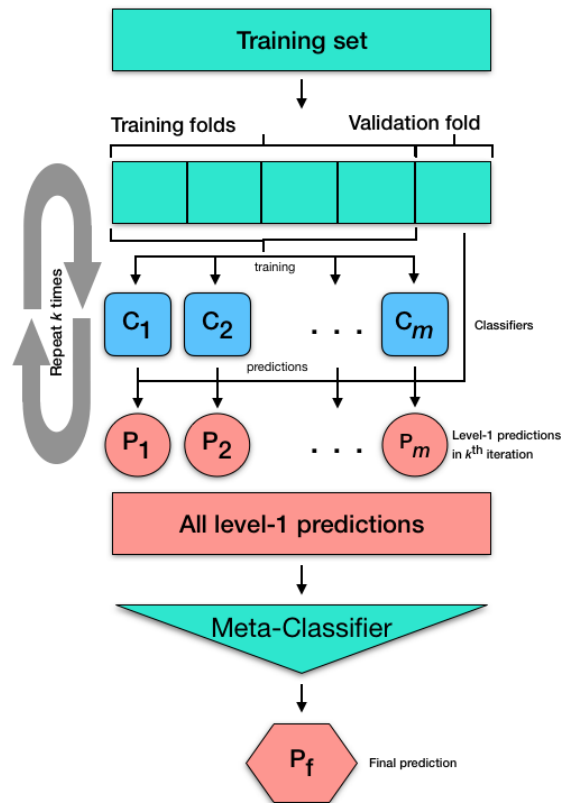 Training set
Training folds
Validation fold
training
Repeat k times
C1
C2
. . .
Cm
Classifiers
predictions
P1
P2
. . .
Pm
Level-1 predictions
in kth iteration
All level-1 predictions
Meta-Classifier
Pf
Final prediction